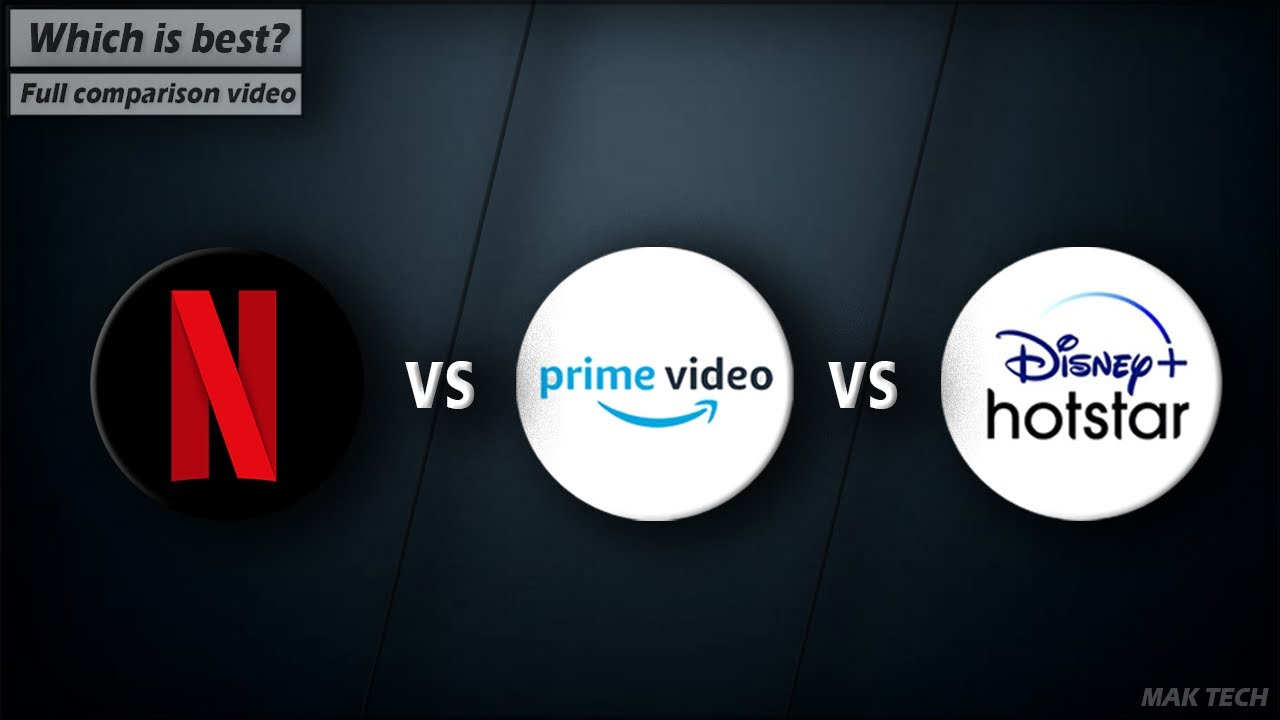 Which is best?
Full comparison video
N
VS
prime video
VS
Disney+
hotstar
MAK TECH